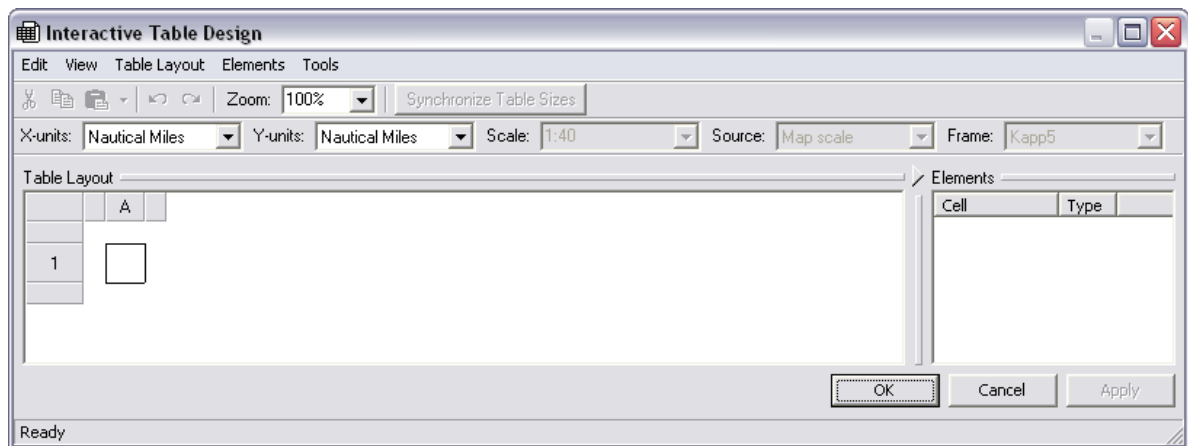 Interactive Table Design
Edit View Table Layout Elements Tools
Zoom: 100% Synchronize Table Sizes
X-units: Nautical Miles Y-units: Nautical Miles Scale: 1:40 Source: Map scale Frame: Kapp5
Table Layout Elements
A Cell Type
1
OK Cancel Apply
Ready